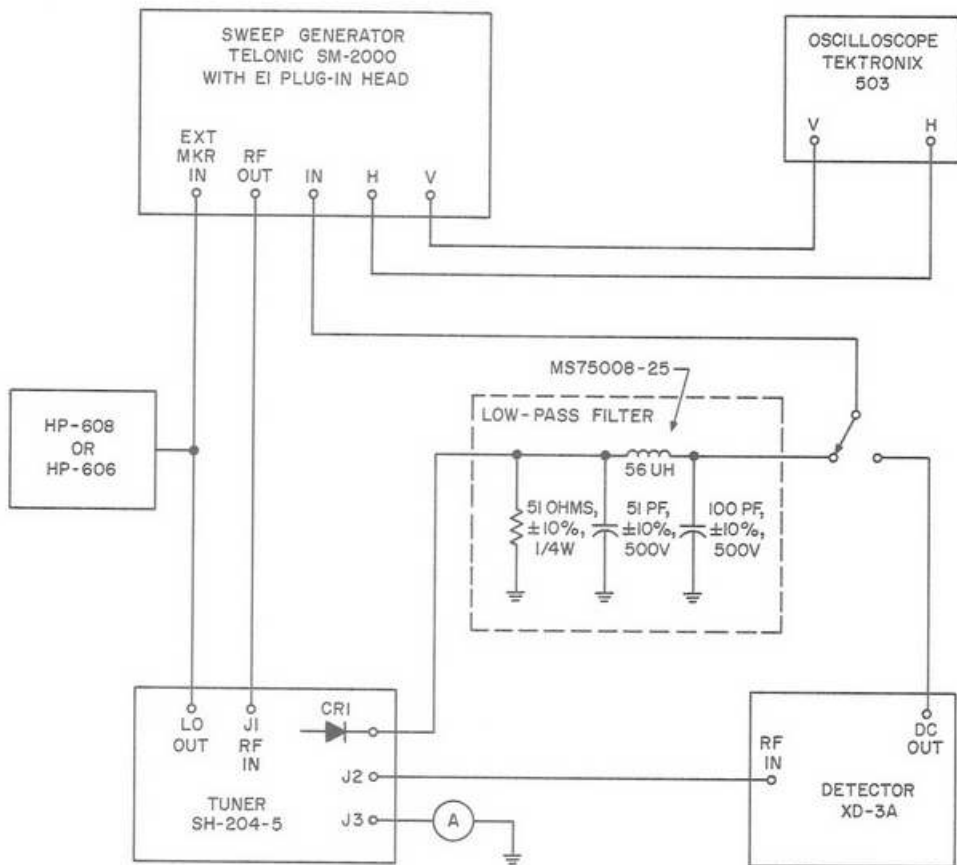 SWEEP GENERATOR
TELONIC SM-2000
WITH EI PLUG-IN HEAD
EXT
MKR
IN
RF
OUT
IN
H
V
OSCILLOSCOPE
TEKTRONIX
503
V
H
HP-608
OR
HP-606
MS75008-25
LOW-PASS FILTER
56 UH
51 OHMS,
±10%,
1/4W
51 PF,
±10%,
500V
100 PF,
±10%,
500V
LO
OUT
J1
RF
IN
CR1
J2
J3
TUNER
SH-204-5
A
RF
IN
DC
OUT
DETECTOR
XD-3A